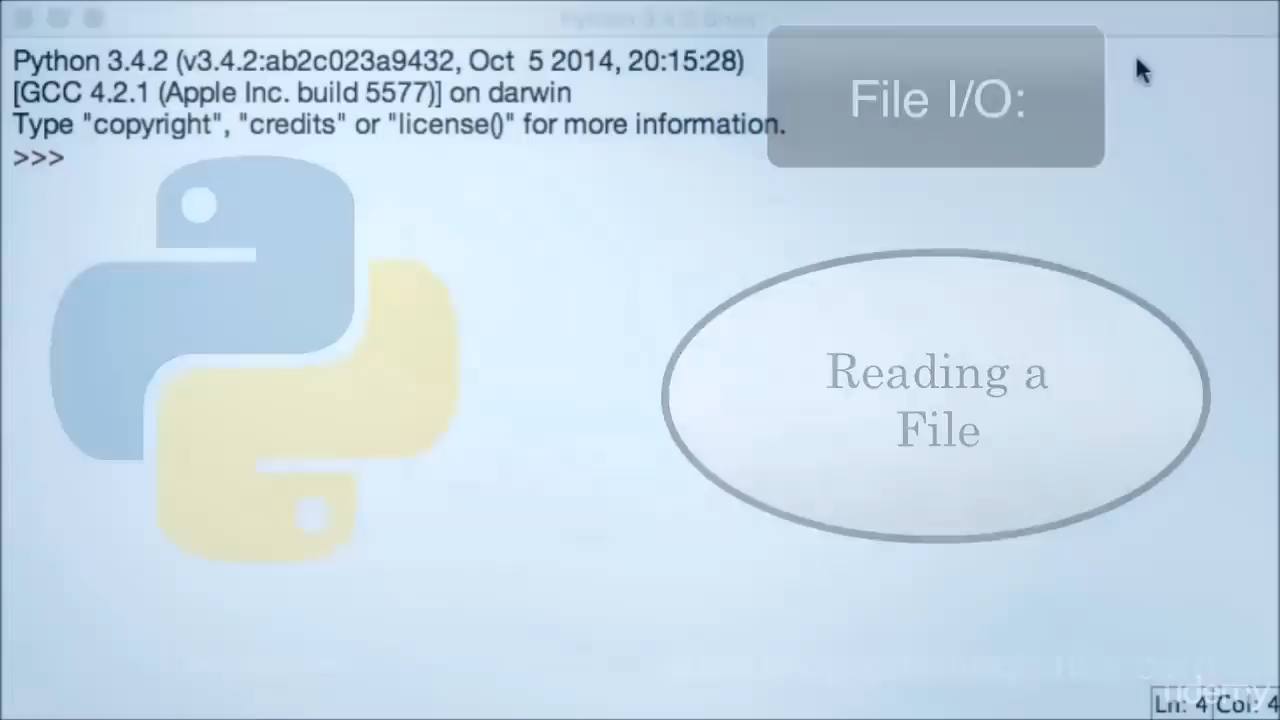 Python 3.4.2 (v3.4.2:ab2c023a9432, Oct  5 2014, 20:15:28)
[GCC 4.2.1 (Apple Inc. build 5577)] on darwin
Type "copyright", "credits" or "license()" for more information.
>>>
File I/O:
Reading a
File
udemy
Ln: 4 Col: 4